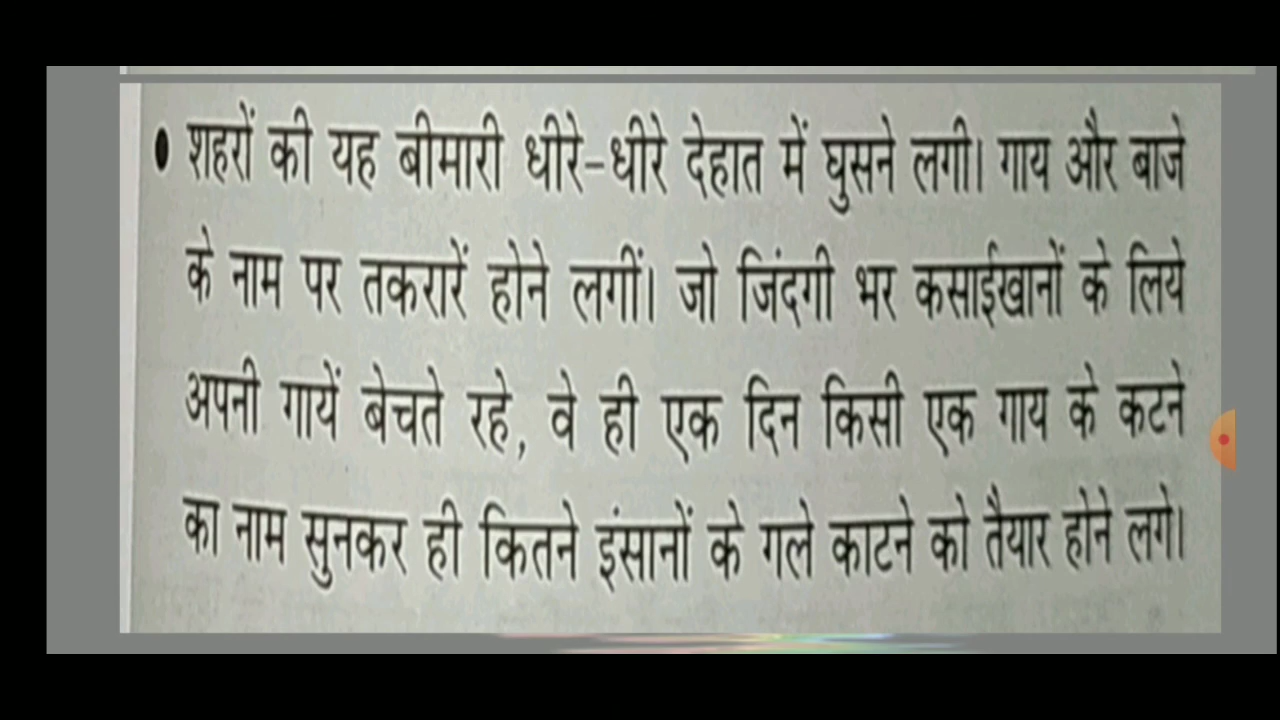 • शहरों की यह बीमारी धीरे-धीरे देहात में घुसने लगी। गाय और बाजे
के नाम पर तकरारें होने लगीं। जो जिंदगी भर कसाईखानों के लिये
अपनी गायें बेचते रहे, वे ही एक दिन किसी एक गाय के कटने
का नाम सुनकर ही कितने इंसानों के गले काटने को तैयार होने लगे।